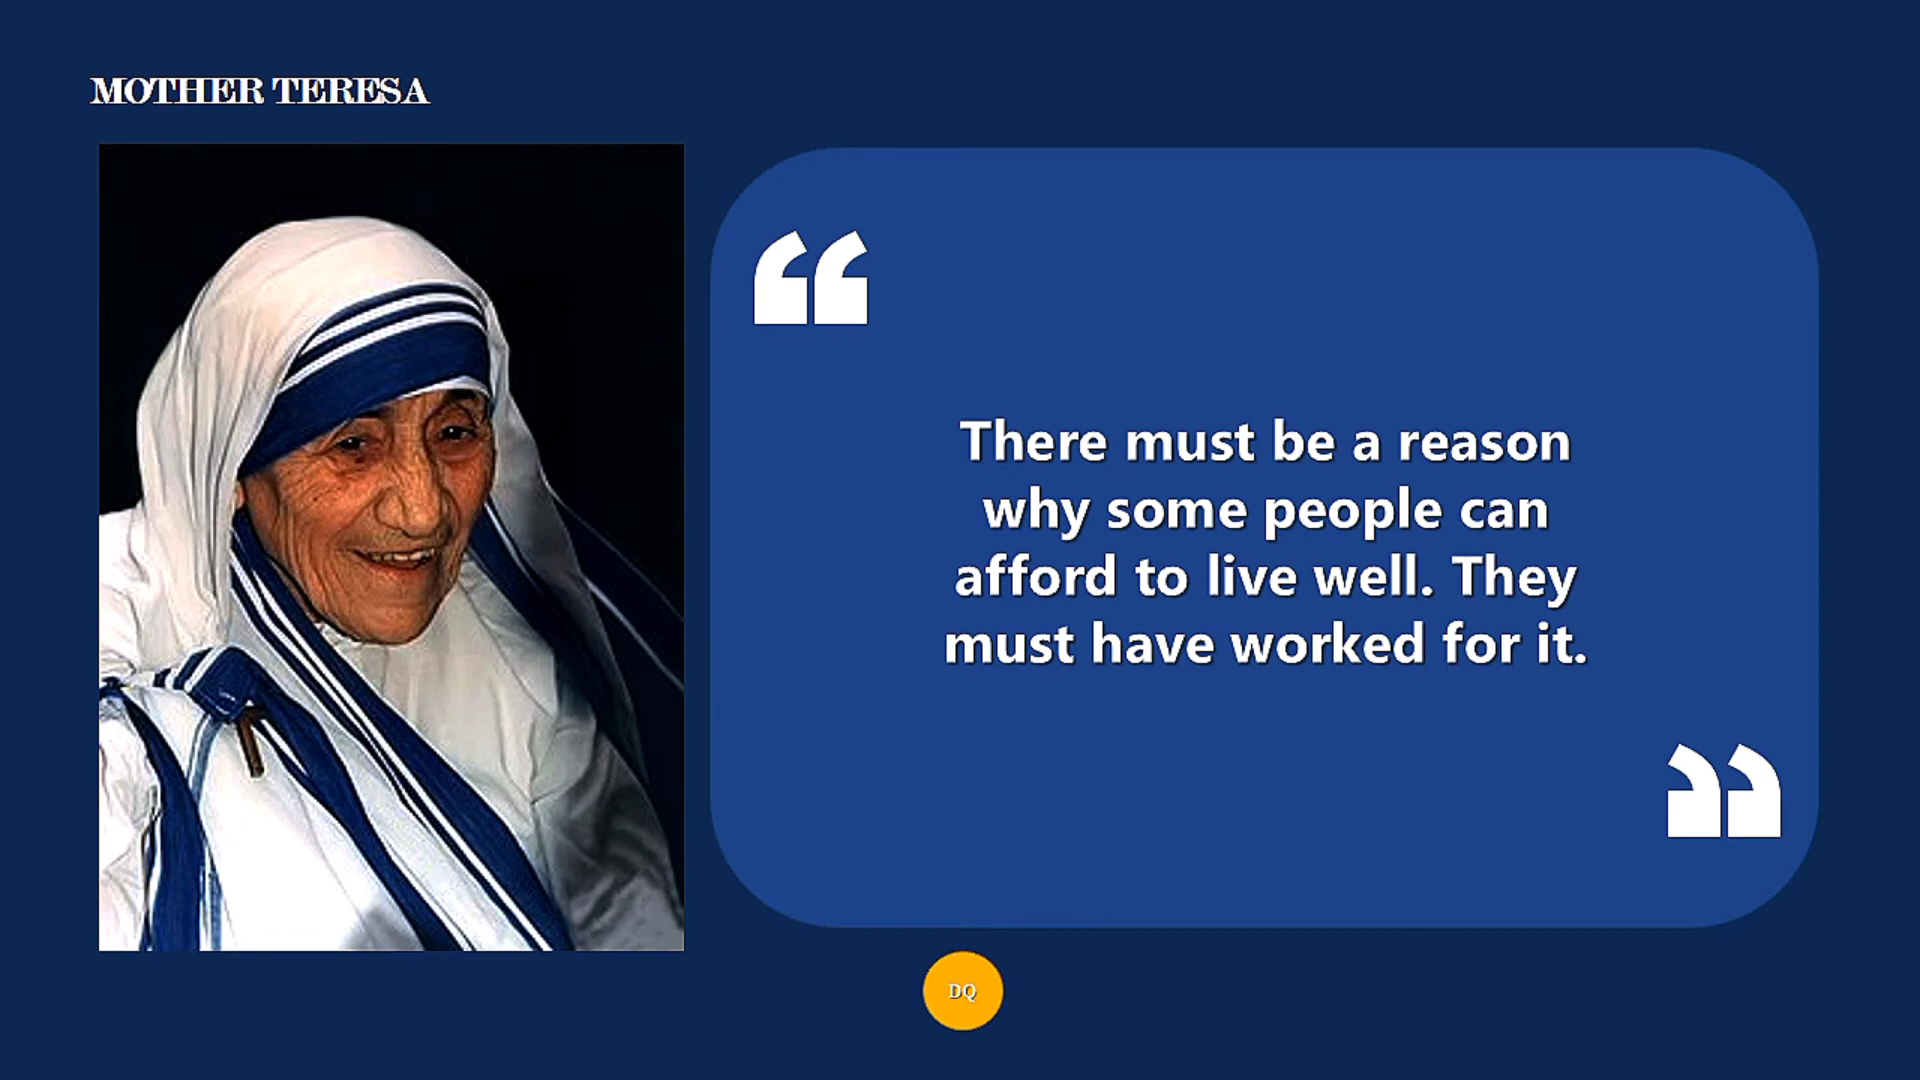 MOTHER TERESA
“
There must be a reason
why some people can
afford to live well. They
must have worked for it.
”
DQ